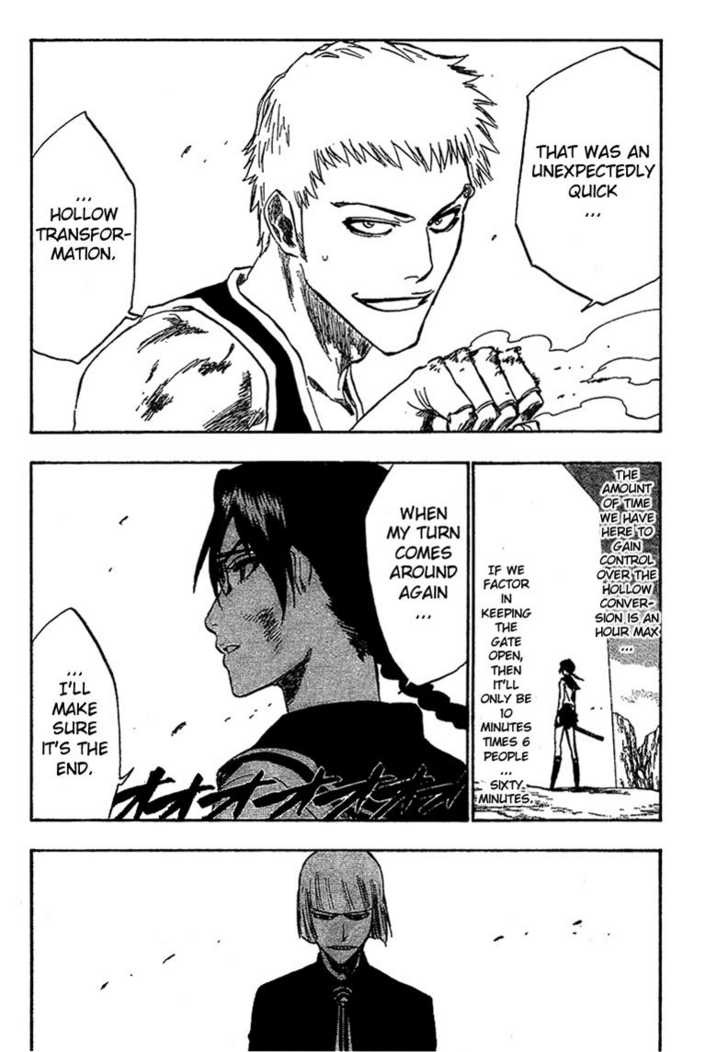 THAT WAS AN
UNEXPECTEDLY
QUICK
...
...
HOLLOW
TRANSFOR-
MATION.
THE
AMOUNT
OF TIME
WE HAVE
HERE TO
GAIN
CONTROL
OVER THE
HOLLOW
CONVER-
SION IS AN
HOUR MAX
...
IF WE
FACTOR
IN
KEEPING
THE
GATE
OPEN,
THEN
IT'LL
ONLY BE
10
MINUTES
TIMES 6
PEOPLE
...
SIXTY
MINUTES.
WHEN
MY TURN
COMES
AROUND
AGAIN
...
...
I'LL
MAKE
SURE
IT'S THE
END.
オオオオオオオオ